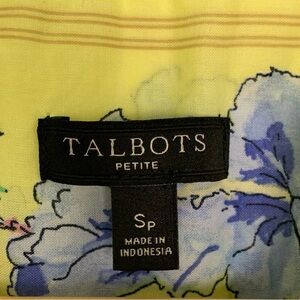 TALBOTS
PETITE
SP
MADE IN
INDONESIA